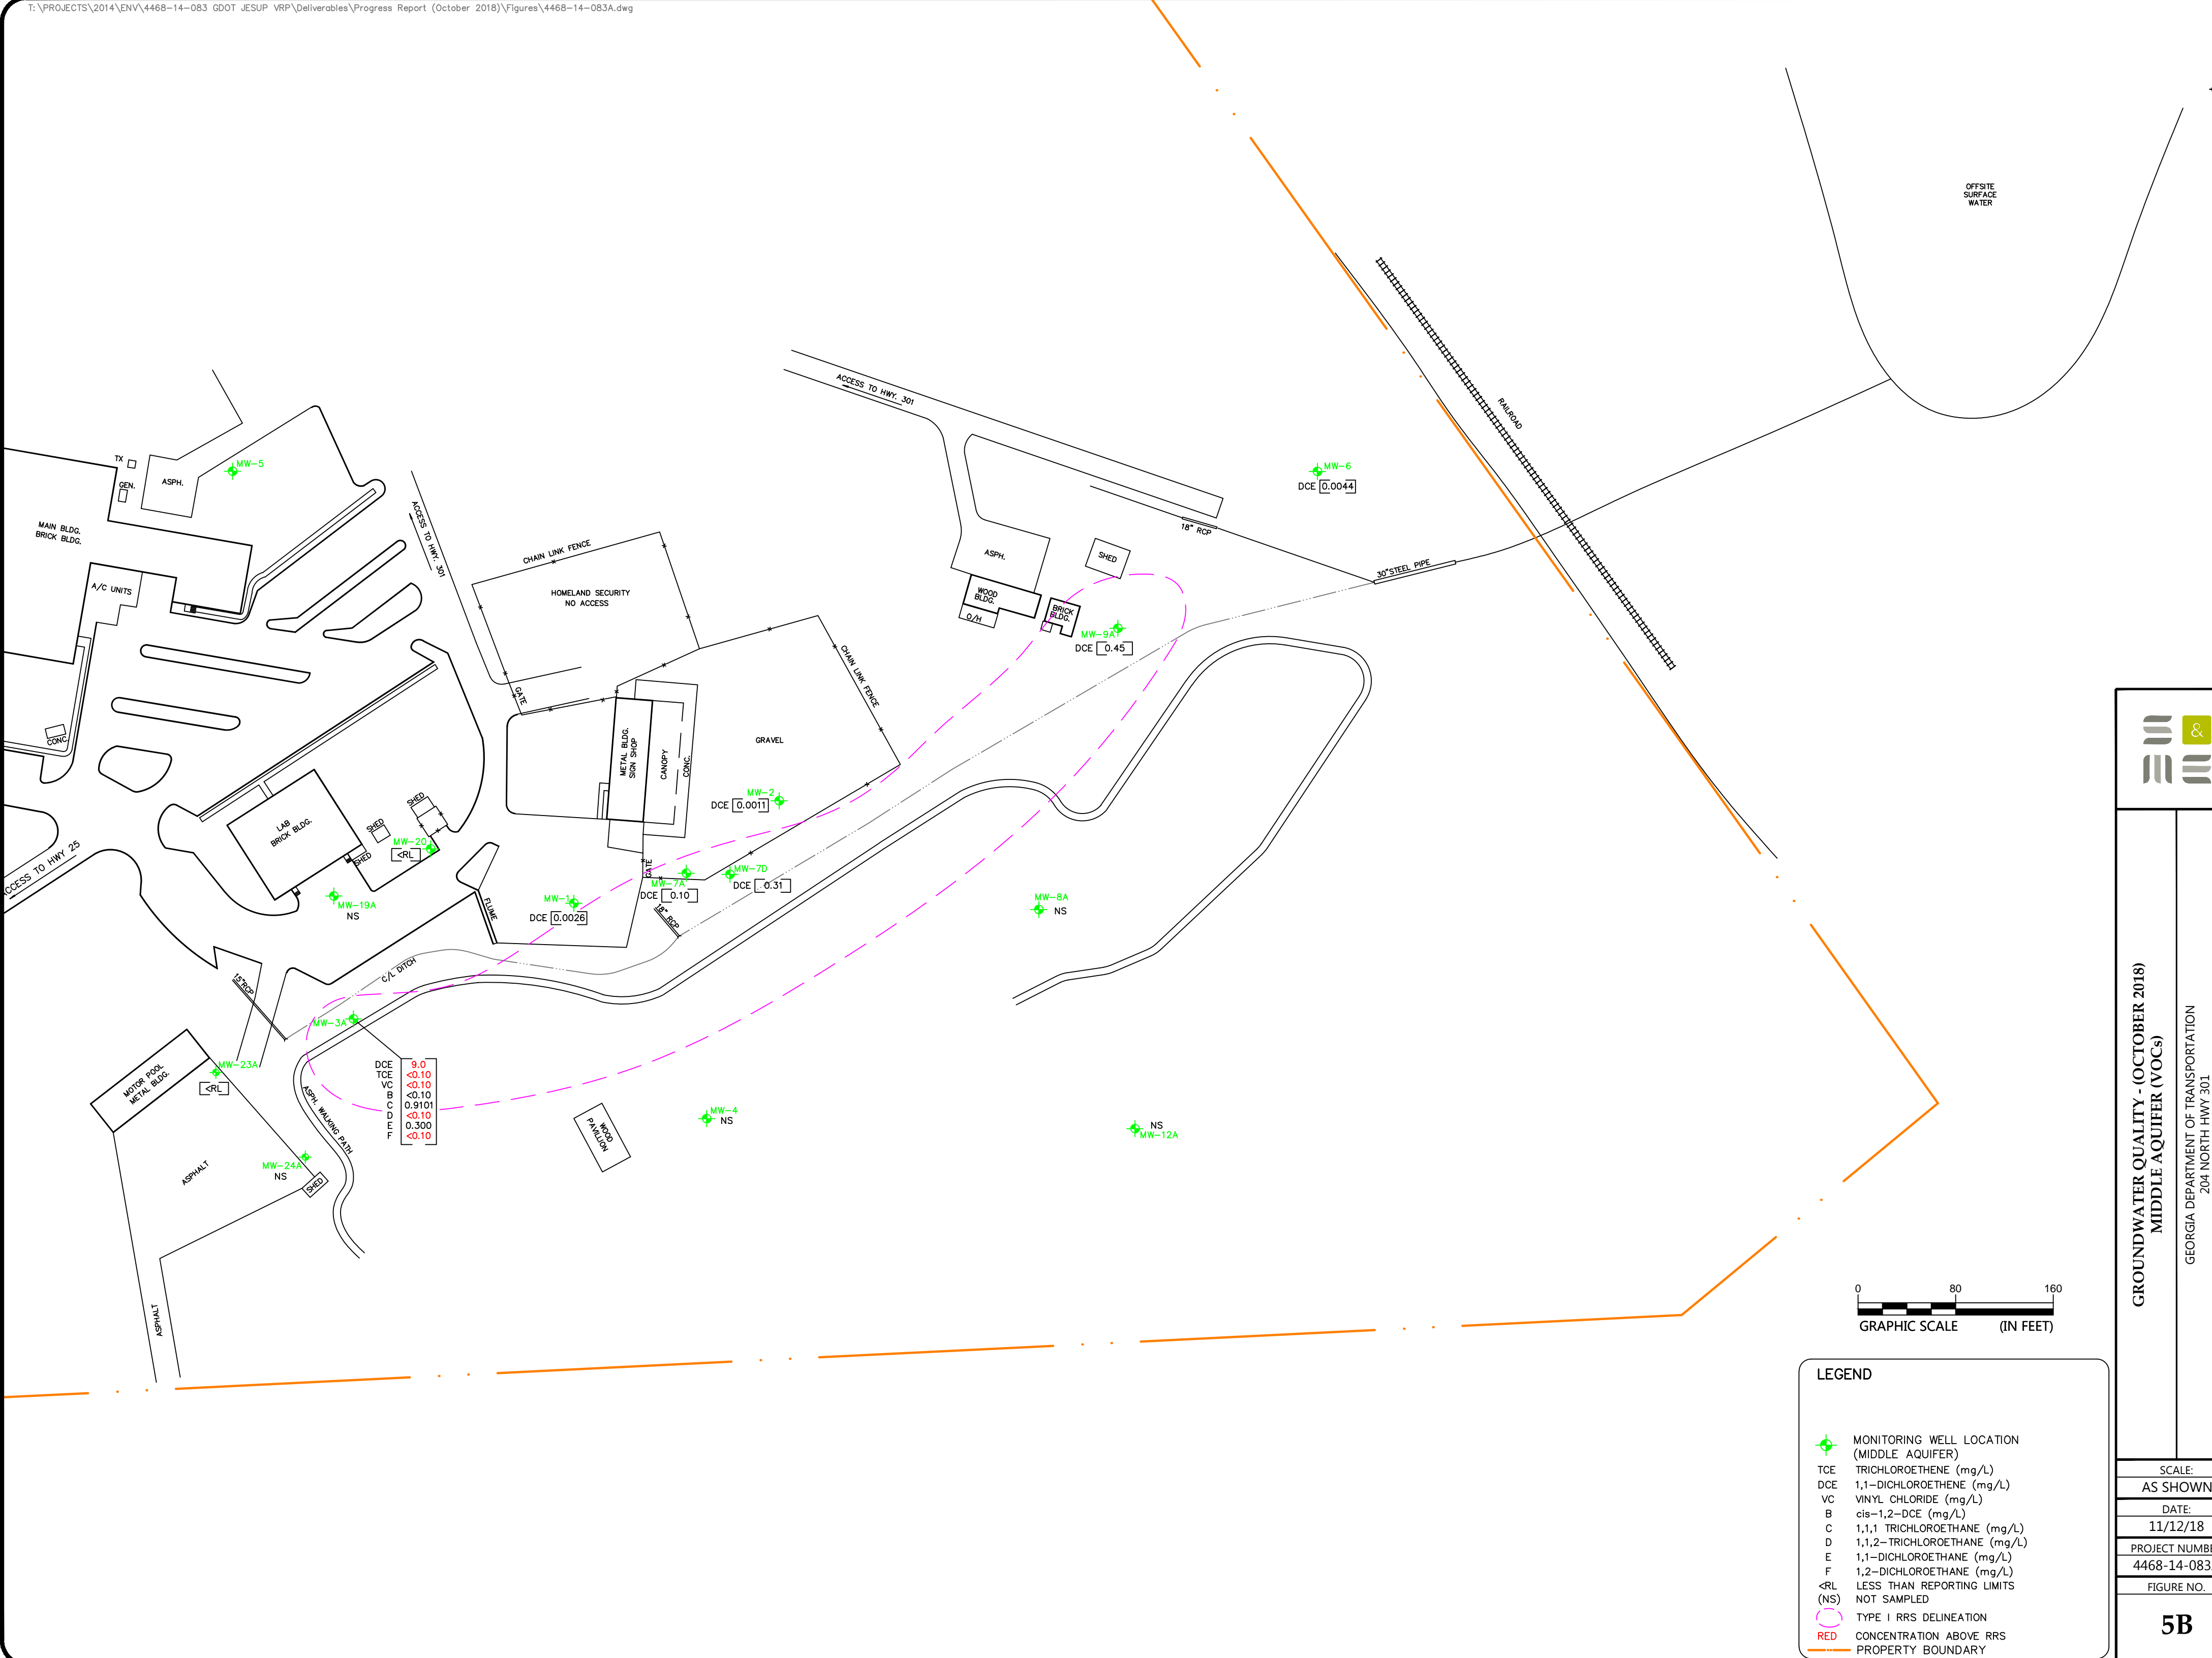 T:\PROJECTS\2014\ENV\4468-14-083 GDOT JESUP VRP\Deliverables\Progress Report (October 2018)\Figures\4468-14-083A.dwg
OFFSITE
SURFACE
WATER
RAILROAD
ACCESS TO HWY. 301
MW-6
DCE 0.0044
18" RCP
30"STEEL PIPE
ASPH.
SHED
WOOD
BLDG.
O/H
BRICK
BLDG.
MW-9A
DCE 0.45
TX
GEN.
ASPH.
MW-5
MAIN BLDG.
BRICK BLDG.
A/C UNITS
CONC.
ACCESS TO HWY. 301
CHAIN LINK FENCE
HOMELAND SECURITY
NO ACCESS
GATE
CHAIN LINK FENCE
METAL BLDG.
SIGN SHOP
CANOPY
CONC.
GRAVEL
MW-2
DCE 0.0011
LAB
BRICK BLDG.
SHED
SHED
SHED
MW-20
<RL
MW-19A
NS
ACCESS TO HWY 25
FLUME
MW-1
DCE 0.0026
GATE
MW-7A
DCE 0.10
MW-7D
DCE 0.31
18" RCP
MW-8A
NS
C/L DITCH
15"RCP
MW-3A
DCE 9.0
TCE <0.10
VC <0.10
B <0.10
C 0.9101
D <0.10
E 0.300
F <0.10
MOTOR POOL
METAL BLDG.
MW-23A
<RL
ASPH. WALKING PATH
MW-24A
NS
SHED
ASPHALT
ASPHALT
WOOD
PAVILLION
MW-4
NS
NS
MW-12A
0 80 160
GRAPHIC SCALE (IN FEET)
LEGEND
MONITORING WELL LOCATION
(MIDDLE AQUIFER)
TCE TRICHLOROETHENE (mg/L)
DCE 1,1-DICHLOROETHENE (mg/L)
VC VINYL CHLORIDE (mg/L)
B cis-1,2-DCE (mg/L)
C 1,1,1 TRICHLOROETHANE (mg/L)
D 1,1,2-TRICHLOROETHANE (mg/L)
E 1,1-DICHLOROETHANE (mg/L)
F 1,2-DICHLOROETHANE (mg/L)
<RL LESS THAN REPORTING LIMITS
(NS) NOT SAMPLED
TYPE I RRS DELINEATION
RED CONCENTRATION ABOVE RRS
PROPERTY BOUNDARY
&
GROUNDWATER QUALITY - (OCTOBER 2018)
MIDDLE AQUIFER (VOCs)
GEORGIA DEPARTMENT OF TRANSPORTATION
204 NORTH HWY 301
SCALE:
AS SHOWN
DATE:
11/12/18
PROJECT
4468-14-083
FIGURE NO.
5B